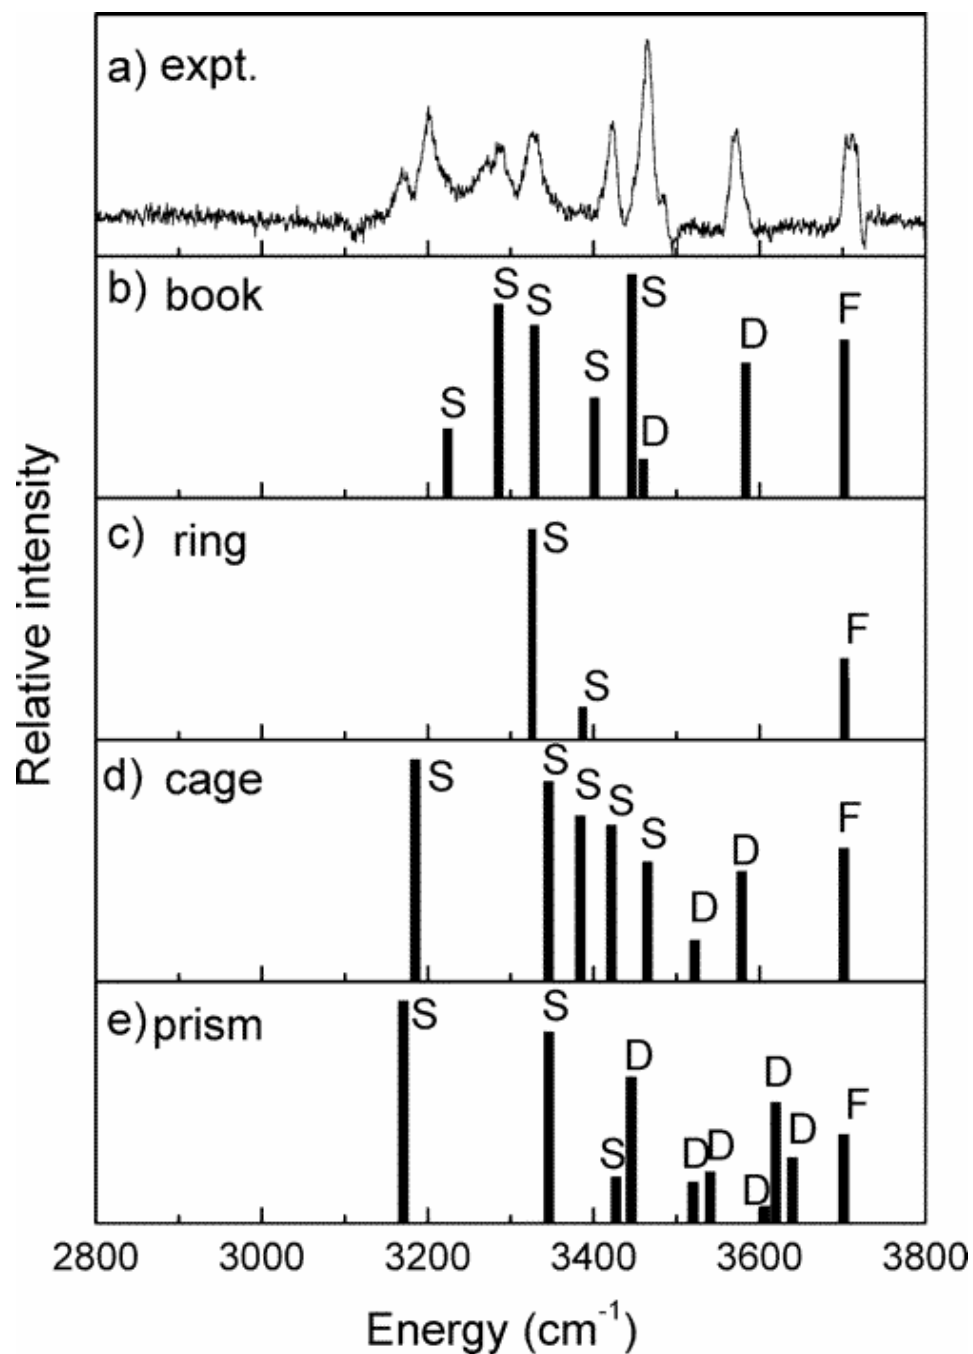 a) expt.
b) book
S
S
S
S
D
D
F
c) ring
S
S
F
d) cage
S
S
S
S
S
D
D
F
e) prism
S
S
S
D
D
D
D
D
D
F
2800 3000 3200 3400 3600 3800
Energy (cm-1)
Relative intensity